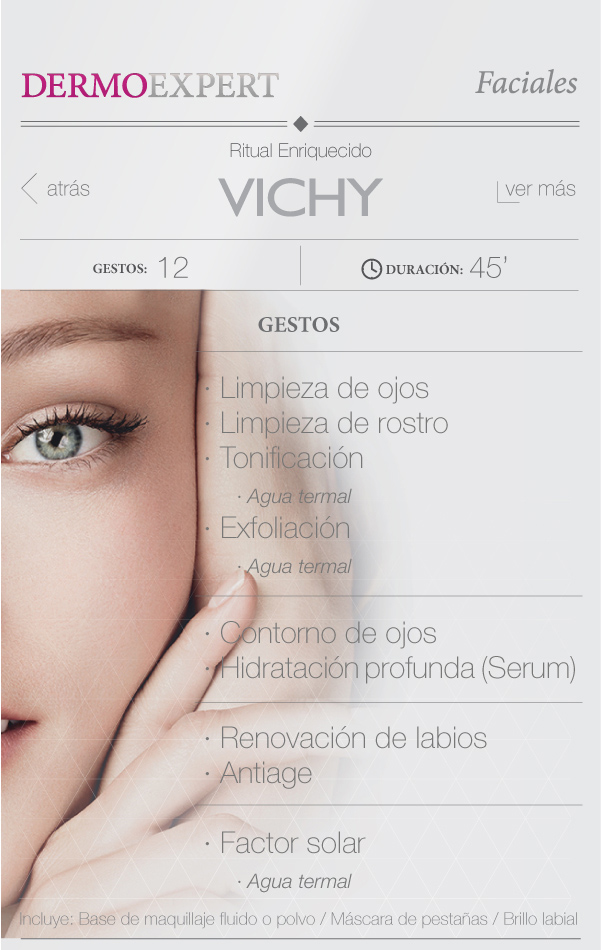 DERMOEXPERT Faciales
Ritual Enriquecido
atrás VICHY ver más
GESTOS: 12 DURACIÓN: 45’
GESTOS
· Limpieza de ojos
· Limpieza de rostro
· Tonificación
· Agua termal
· Exfoliación
· Agua termal
· Contorno de ojos
· Hidratación profunda (Serum)
· Renovación de labios
· Antiage
· Factor solar
· Agua termal
Incluye: Base de maquillaje fluido o polvo / Máscara de pestañas / Brillo labial